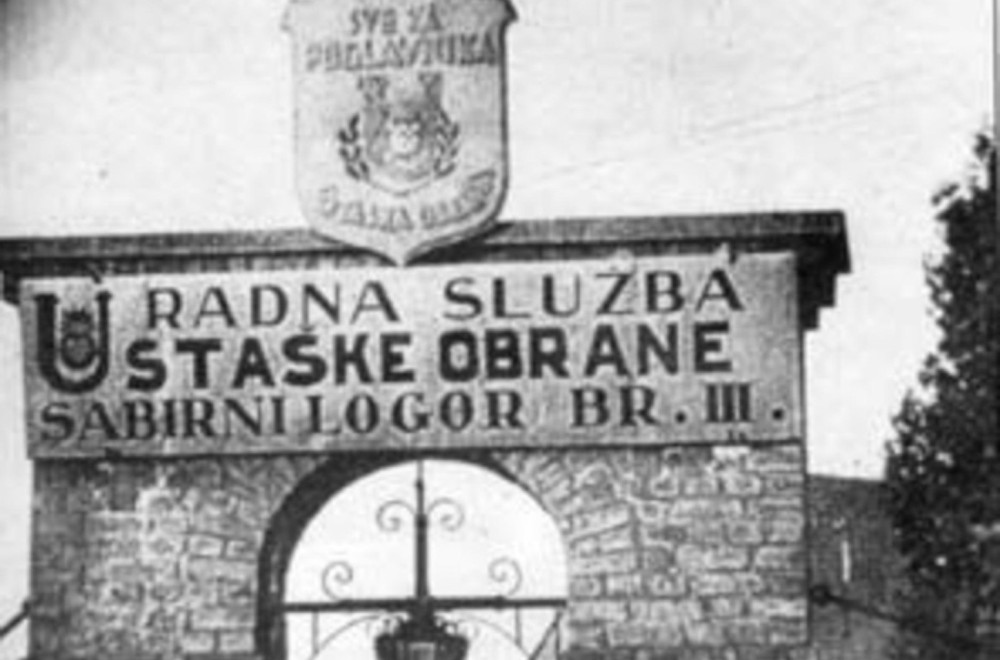 SVE ZA
POGLAVNIKA
RADNA SLUŽBA
USTAŠKE OBRANE
SABIRNI LOGOR BR. III.